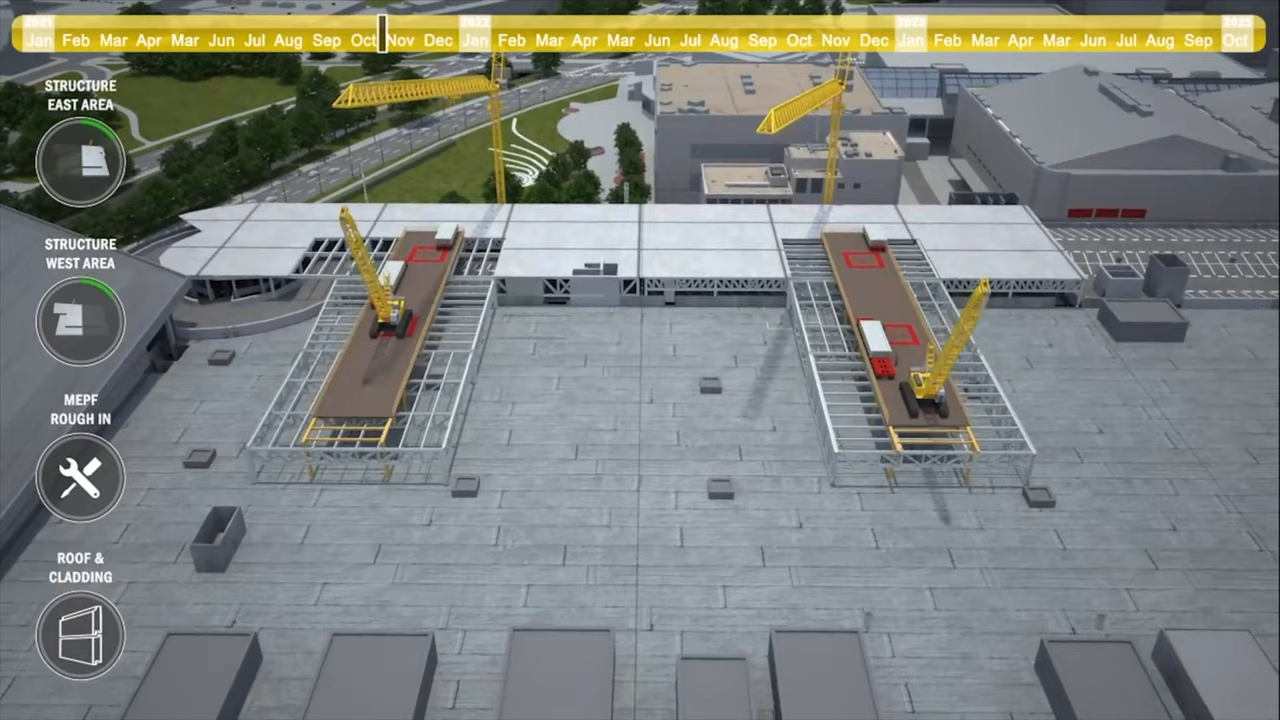 2021 2022 2023 2025
Jan Feb Mar Apr Mar Jun Jul Aug Sep Oct Nov Dec Jan Feb Mar Apr Mar Jun Jul Aug Sep Oct Nov Dec Jan Feb Mar Apr Mar Jun Jul Aug Sep Oct
STRUCTURE
EAST AREA
STRUCTURE
WEST AREA
MEPF
ROUGH IN
ROOF &
CLADDING